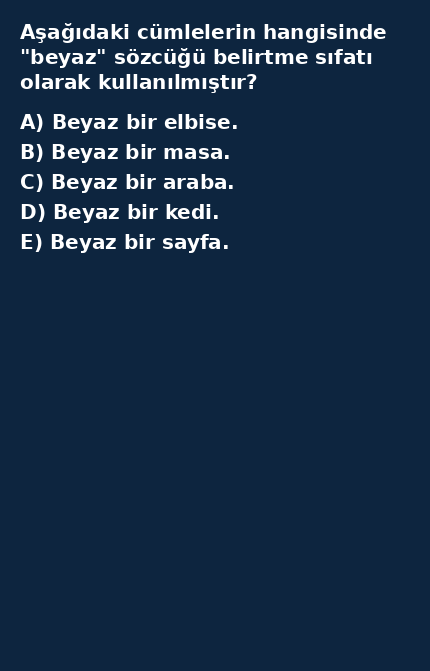 Aşağıdaki cümlelerin hangisinde
"beyaz" sözcüğü belirtme sıfatı
olarak kullanılmıştır?
A) Beyaz bir elbise.
B) Beyaz bir masa.
C) Beyaz bir araba.
D) Beyaz bir kedi.
E) Beyaz bir sayfa.